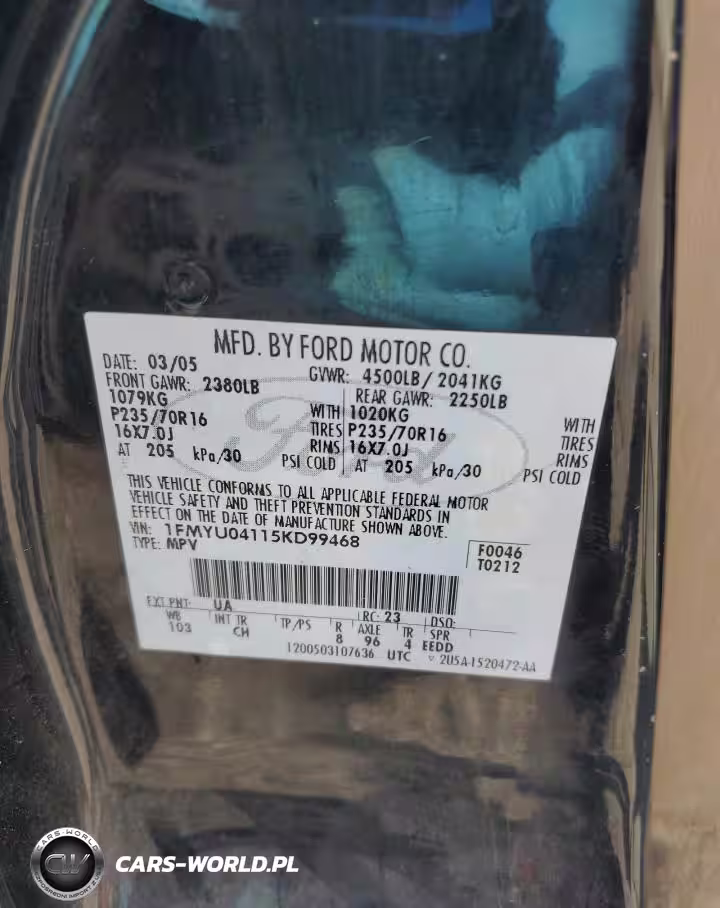 MFD. BY FORD MOTOR CO.
DATE: 03/05
GVWR: 4500LB/ 2041KG
FRONT GAWR: 2380LB
REAR GAWR: 2250LB
1079KG WITH 1020KG WITH
P235/70R16 TIRES P235/70R16 TIRES
16X7.0J RIMS 16X7.0J RIMS
AT 205 kPa/30 PSI COLD AT 205 kPa/30 PSI COLD
THIS VEHICLE CONFORMS TO ALL APPLICABLE FEDERAL MOTOR
VEHICLE SAFETY AND THEFT PREVENTION STANDARDS IN
EFFECT ON THE DATE OF MANUFACTURE SHOWN ABOVE.
VIN: 1FMYU04115KD99468
TYPE: MPV
F0046
T0212
Ford
EXT PNT: UA RC: 23 DSO:
WB INT TR TP/PS R AXLE TR SPR
103 CH 8 96 4 EEDD
1200503107636 UTC ▽ 2U5A-1520472-AA
CARS-WORLD
CW
CARS-WORLD.PL